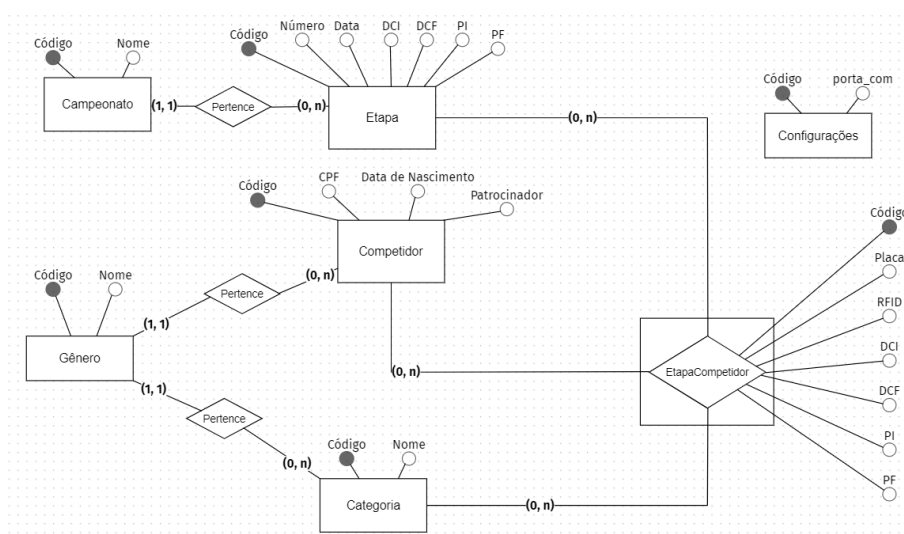 Código
Nome
Campeonato
(1, 1)
Pertence
(0, n)
Código
Número
Data
DCI
DCF
PI
PF
Etapa
(0, n)
Código
porta_com
Configurações
Código
CPF
Data de Nascimento
Patrocinador
Competidor
(0, n)
Pertence
(1, 1)
Código
Nome
Gênero
(1, 1)
Pertence
(0, n)
Código
Nome
Categoria
(0, n)
(0, n)
EtapaCompetidor
Código
Placa
RFID
DCI
DCF
PI
PF